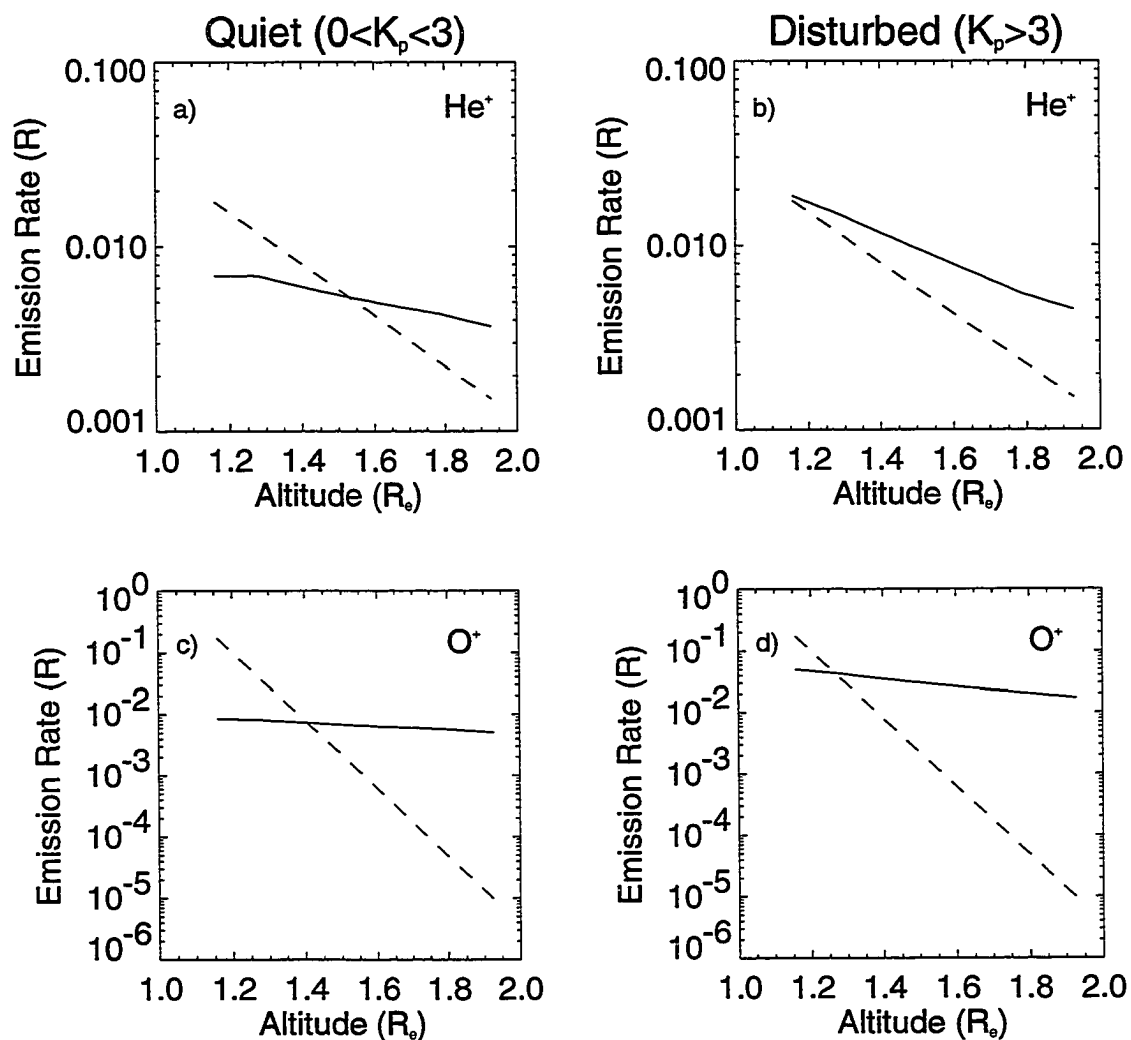 Quiet (0<Kₚ<3)
Disturbed (Kₚ>3)
a)
He⁺
Emission Rate (R)
0.100
0.010
0.001
1.0 1.2 1.4 1.6 1.8 2.0
Altitude (Rₑ)
b)
He⁺
Emission Rate (R)
0.100
0.010
0.001
1.0 1.2 1.4 1.6 1.8 2.0
Altitude (Rₑ)
c)
O⁺
Emission Rate (R)
10⁰
10⁻¹
10⁻²
10⁻³
10⁻⁴
10⁻⁵
10⁻⁶
1.0 1.2 1.4 1.6 1.8 2.0
Altitude (Rₑ)
d)
O⁺
Emission Rate (R)
10⁰
10⁻¹
10⁻²
10⁻³
10⁻⁴
10⁻⁵
10⁻⁶
1.0 1.2 1.4 1.6 1.8 2.0
Altitude (Rₑ)